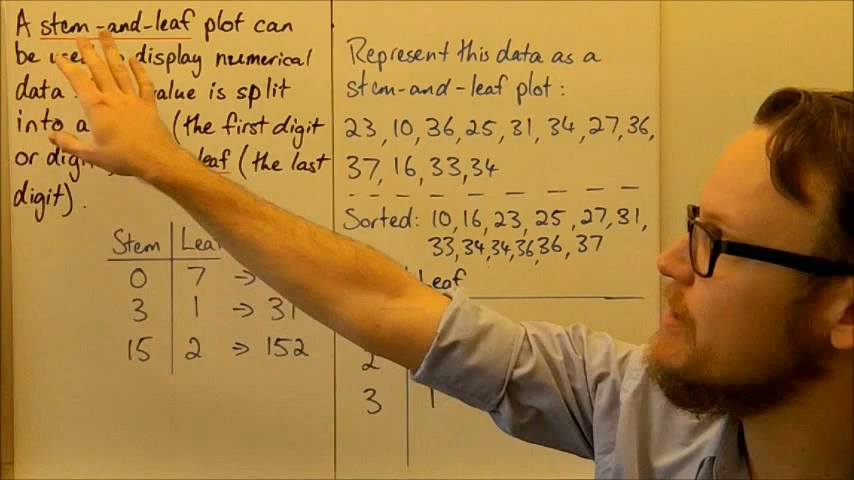 A stem-and-leaf plot can
be display numerical
data value is split
into a (the first digit
or digi leaf (the last
digit).
Stem Lea
0 7 →
3 1 → 31
15 2 → 152
Represent this data as a
stem-and-leaf plot:
23, 10, 36, 25, 31, 34, 27, 36,
37, 16, 33, 34
Sorted: 10, 16, 23, 25, 27, 31,
33, 34, 34, 36, 36, 37
Leaf
2
3